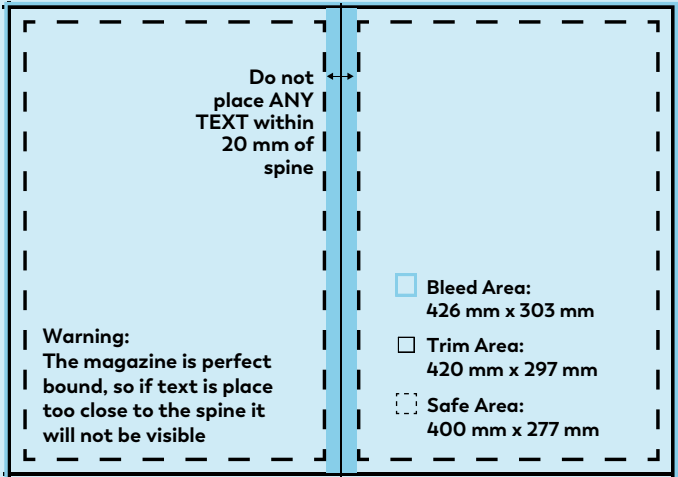 Do not
place ANY
TEXT within
20 mm of
spine
Warning:
The magazine is perfect
bound, so if text is place
too close to the spine it
will not be visible
Bleed Area:
426 mm x 303 mm
Trim Area:
420 mm x 297 mm
Safe Area:
400 mm x 277 mm